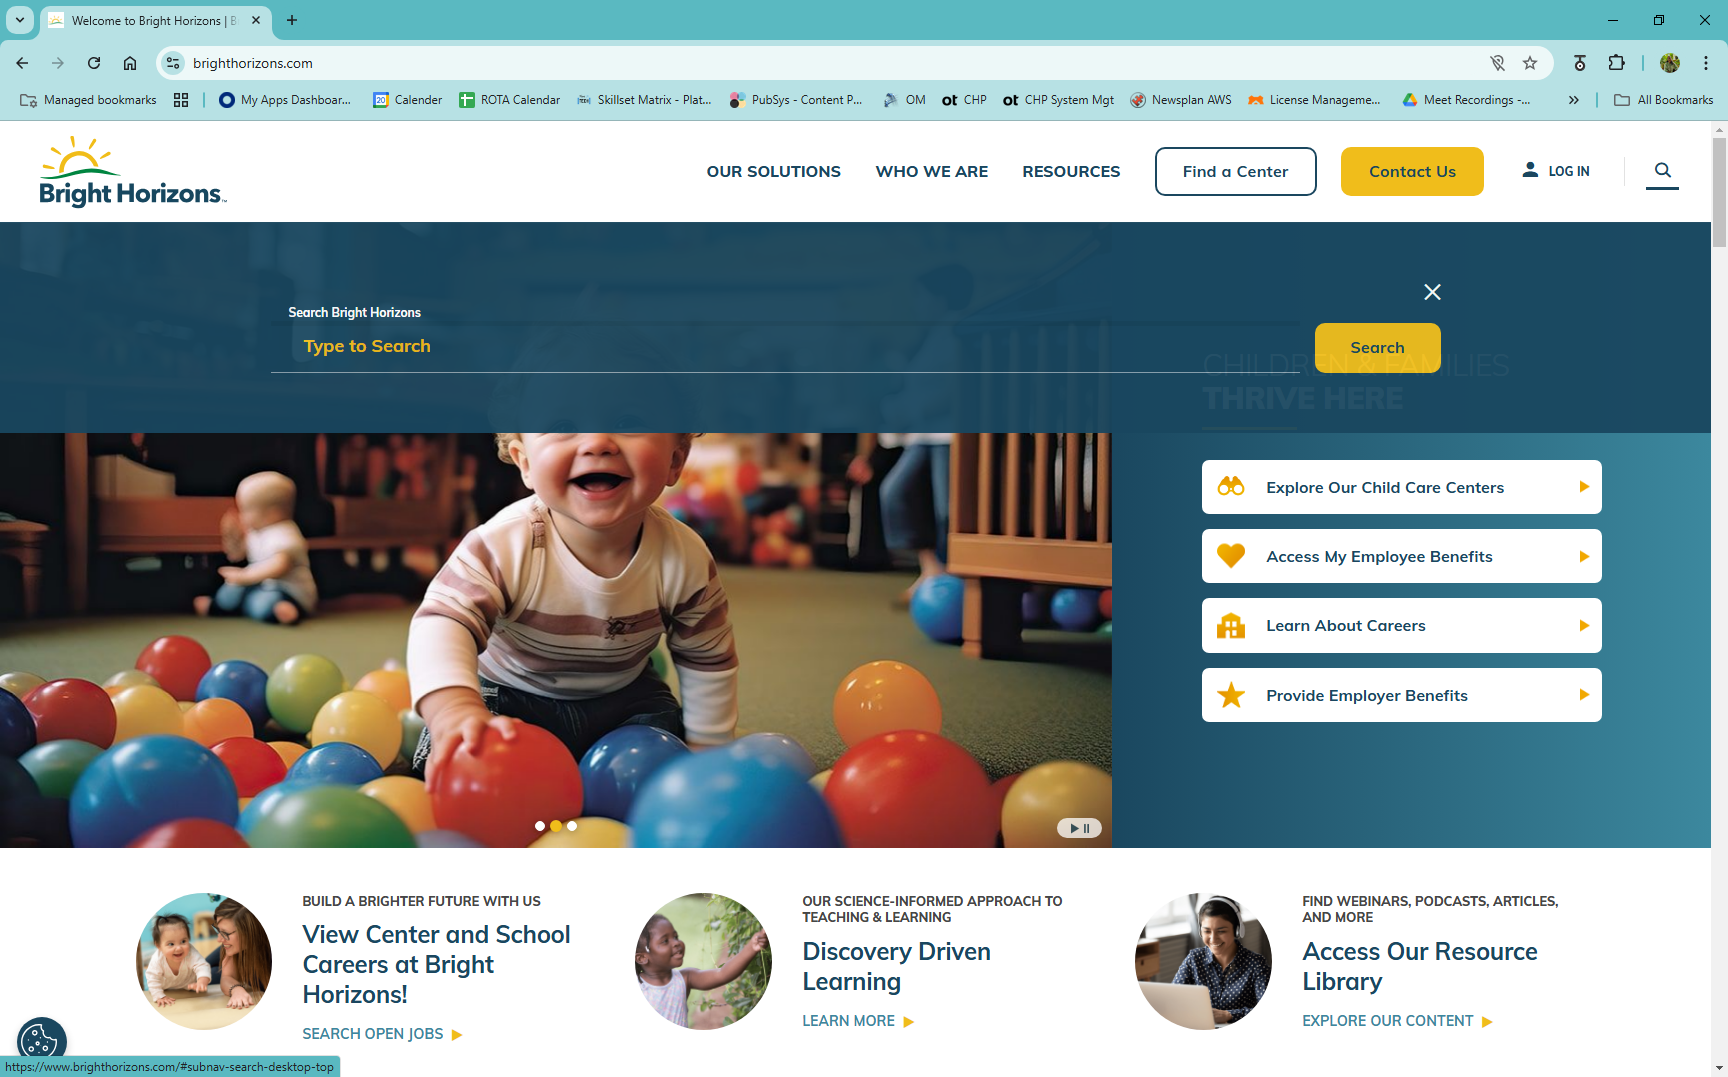 Welcome to Bright Horizons | B
brighthorizons.com
Managed bookmarks
My Apps Dashboar...
Calender
ROTA Calendar
Skillset Matrix - Plat...
PubSys - Content P...
OM
CHP
CHP System Mgt
Newsplan AWS
License Manageme...
Meet Recordings -...
All Bookmarks
Bright Horizons
OUR SOLUTIONS
WHO WE ARE
RESOURCES
Find a Center
Contact Us
LOG IN
Search Bright Horizons
Type to Search
Search
CHILDREN & FAMILIES
THRIVE HERE
Explore Our Child Care Centers
Access My Employee Benefits
Learn About Careers
Provide Employer Benefits
BUILD A BRIGHTER FUTURE WITH US
View Center and School
Careers at Bright
Horizons!
SEARCH OPEN JOBS
OUR SCIENCE-INFORMED APPROACH TO
TEACHING & LEARNING
Discovery Driven
Learning
LEARN MORE
FIND WEBINARS, PODCASTS, ARTICLES,
AND MORE
Access Our Resource
Library
EXPLORE OUR CONTENT
https://www.brighthorizons.com/#subnav-search-desktop-top